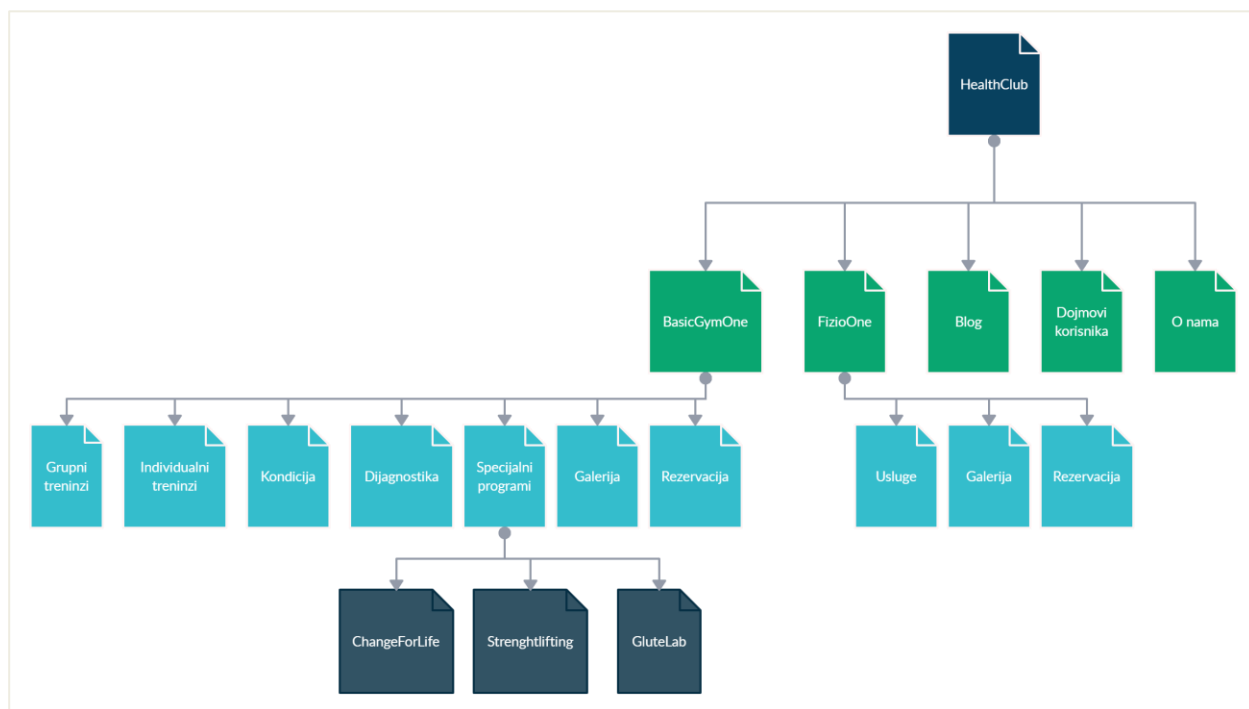 HealthClub
BasicGymOne
FizioOne
Blog
Dojmovi
korisnika
O nama
Grupni
treninzi
Individualni
treninzi
Kondicija
Dijagnostika
Specijalni
programi
Galerija
Rezervacija
Usluge
Galerija
Rezervacija
ChangeForLife
Strenghtlifting
GluteLab